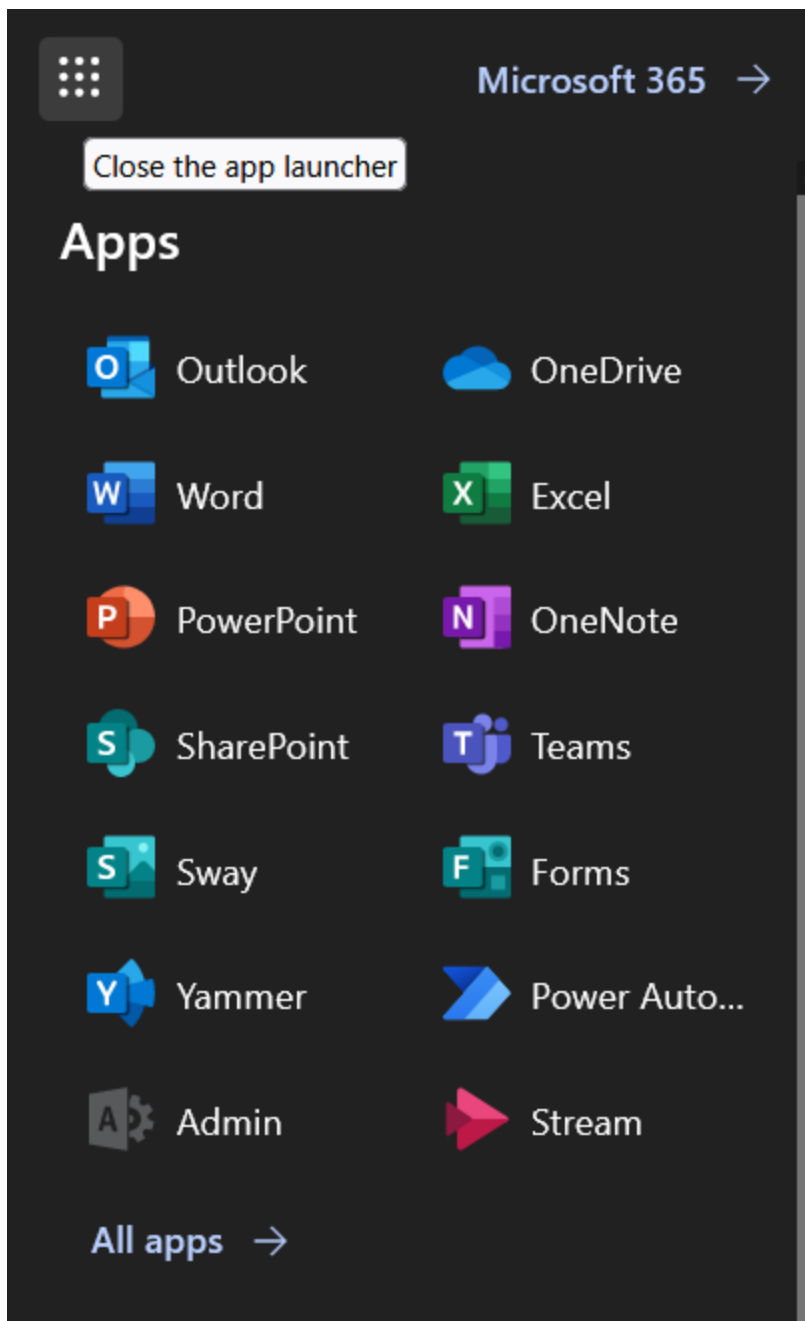 Microsoft 365 →
Close the app launcher
Apps
O Outlook
OneDrive
W Word
X Excel
P PowerPoint
N OneNote
S SharePoint
T Teams
S Sway
F Forms
Y Yammer
Power Auto...
A Admin
Stream
All apps →